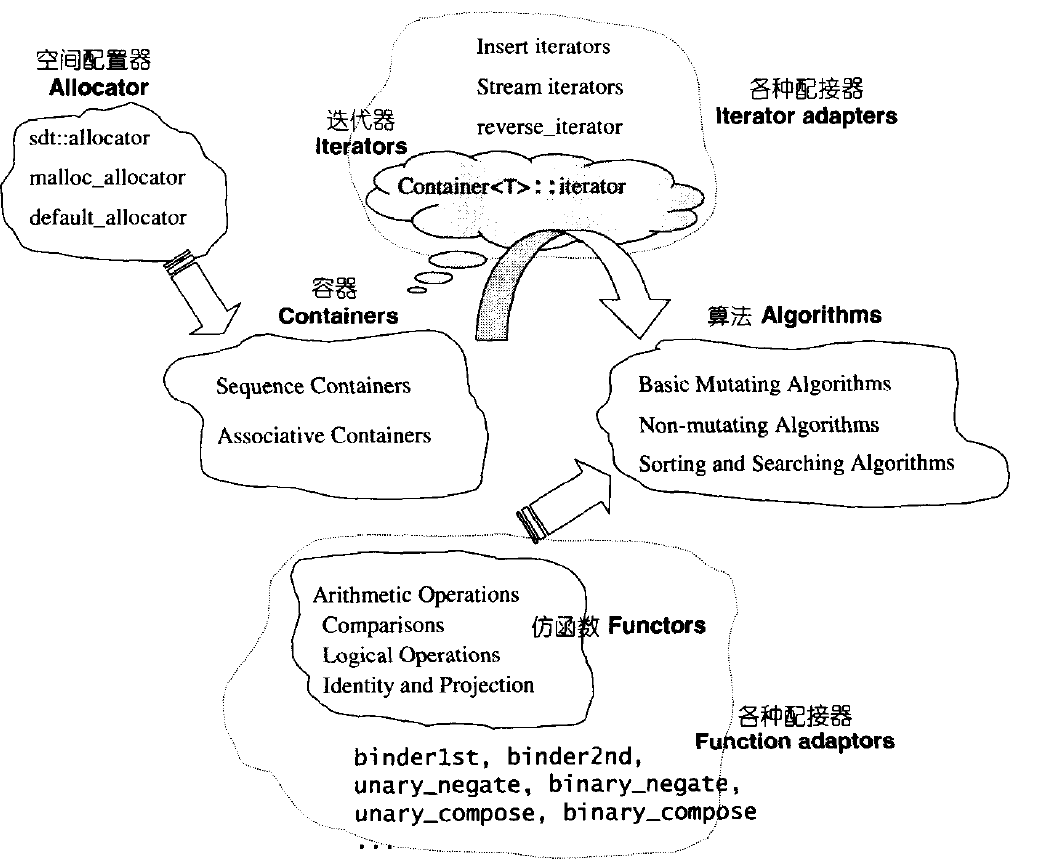 空间配置器
Allocator
sdt::allocator
malloc_allocator
default_allocator
Insert iterators
Stream iterators
reverse_iterator
迭代器
Iterators
各种配接器
Iterator adapters
Container<T>::iterator
容器
Containers
Sequence Containers
Associative Containers
算法 Algorithms
Basic Mutating Algorithms
Non-mutating Algorithms
Sorting and Searching Algorithms
Arithmetic Operations
Comparisons
Logical Operations
Identity and Projection
仿函数 Functors
各种配接器
Function adaptors
binder1st, binder2nd,
unary_negate, binary_negate,
unary_compose, binary_compose
...